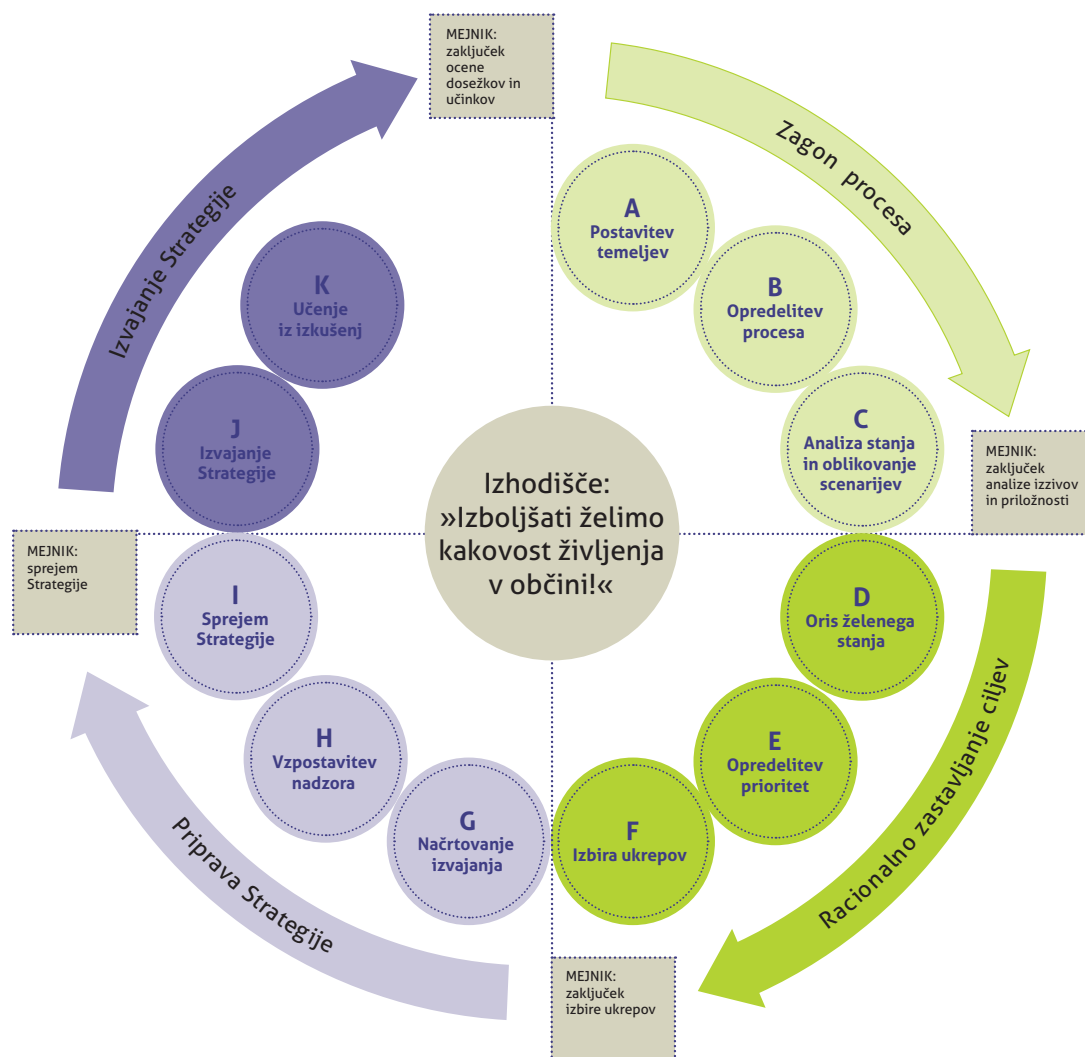 MEJNIK:
zaključek
ocene
dosežkov in
učinkov
Zagon procesa
A
Postavitev
temeljev
B
Opredelitev
procesa
C
Analiza stanja
in oblikovanje
scenarijev
MEJNIK:
zaključek
analize izzivov
in priložnosti
Izhodišče:
»Izboljšati želimo
kakovost življenja
v občini!«
D
Oris želenega
stanja
E
Opredelitev
prioritet
F
Izbira ukrepov
Racionalno zastavljanje ciljev
MEJNIK:
zaključek
izbire ukrepov
G
Načrtovanje
izvajanja
H
Vzpostavitev
nadzora
I
Sprejem
Strategije
Priprava Strategije
MEJNIK:
sprejem
Strategije
J
Izvajanje
Strategije
K
Učenje
iz izkušenj
Izvajanje Strategije